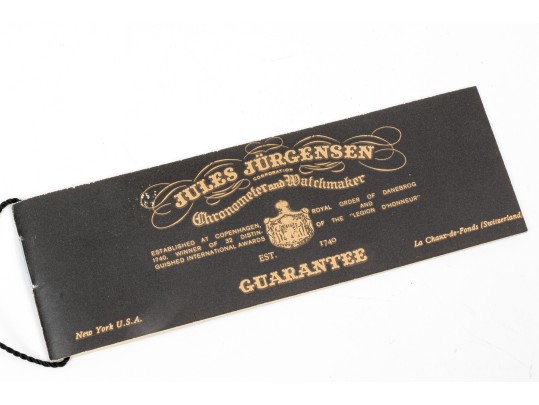 JULES JÜRGENSEN
CORPORATION
Chronometer and Watchmaker
ESTABLISHED AT COPENHAGEN,
1740. WINNER OF 32 DISTIN-
GUISHED INTERNATIONAL AWARDS
ROYAL ORDER OF DANEBROG
AND
OF THE "LEGION D'HONNEUR"
EST. 1740
GUARANTEE
New York U.S.A.
La Chaux-de-Fonds (Switzerland